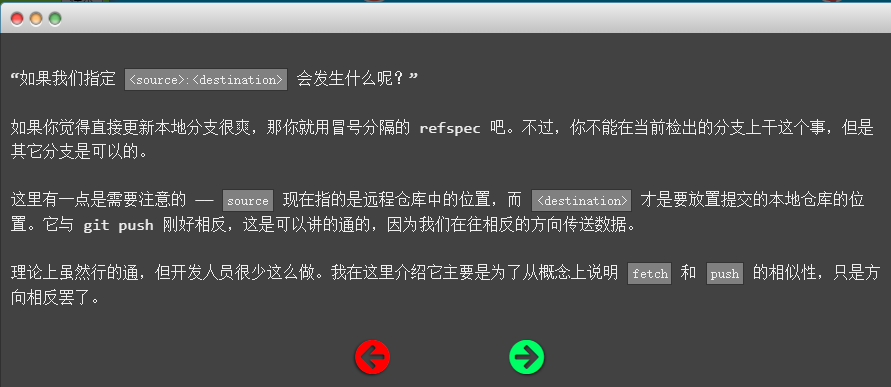 “如果我们指定 <source>:<destination> 会发生什么呢？”
如果你觉得直接更新本地分支很爽，那你就用冒号分隔的 refspec 吧。不过，你不能在当前检出的分支上干这个事，但是
其它分支是可以的。
这里有一点是需要注意的 —— source 现在指的是远程仓库中的位置，而 <destination> 才是要放置提交的本地仓库的位
置。它与 git push 刚好相反，这是可以讲的通的，因为我们在往相反的方向传送数据。
理论上虽然行的通，但开发人员很少这么做。我在这里介绍它主要是为了从概念上说明 fetch 和 push 的相似性，只是方
向相反罢了。